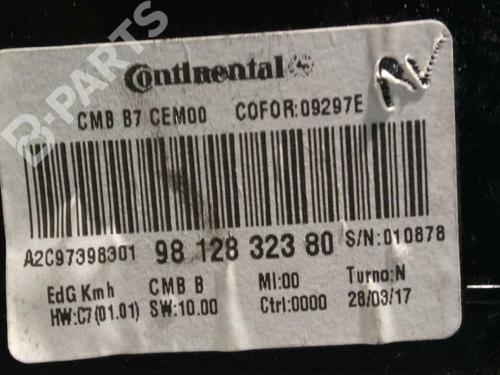 Continental
CMB B7 CEM00 COFOR:09297E
A2C97398301 98 128 323 80 S/N:010878
EdG Kmh CMB B MI:00 Turno:N
HW:C7(01.01) SW:10.00 Ctrl:0000 28/03/17
B-PARTS